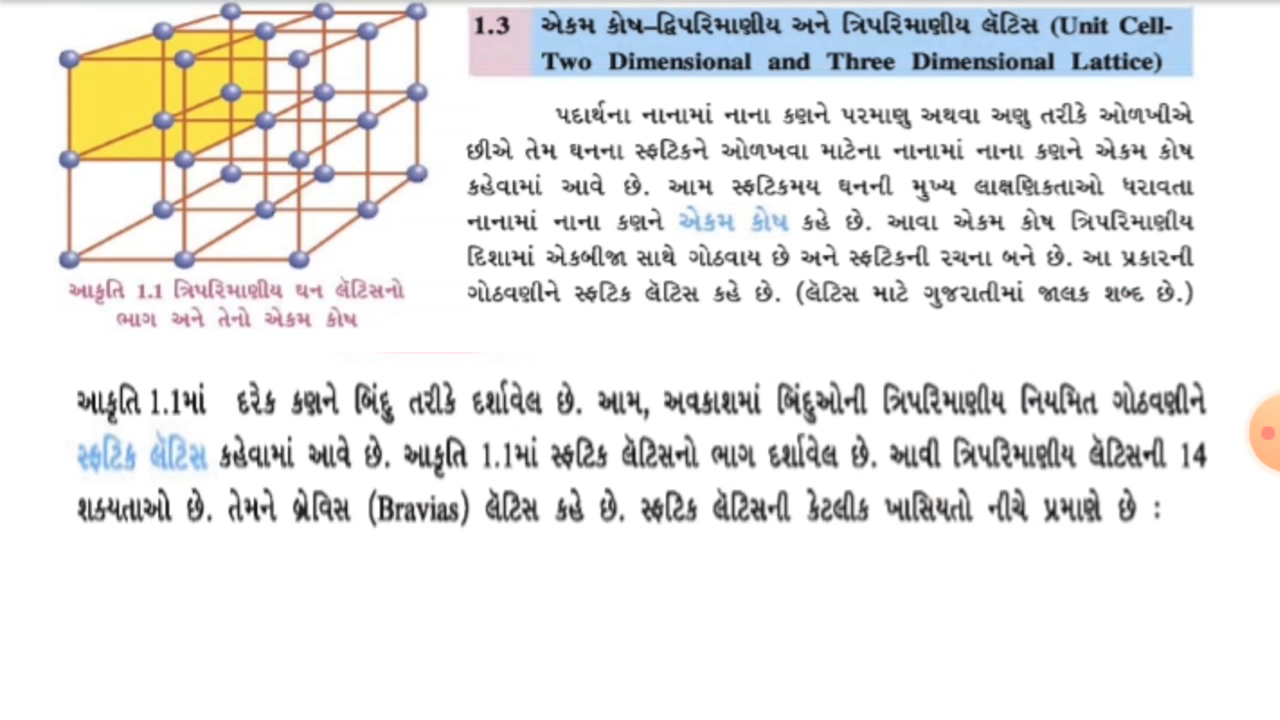 1.3 એકમ કોષ–દ્વિપરિમાણીય અને ત્રિપરિમાણીય લૅટિસ (Unit Cell-
Two Dimensional and Three Dimensional Lattice)
પદાર્થના નાનામાં નાના કણને પરમાણુ અથવા અણુ તરીકે ઓળખીએ
છીએ તેમ ઘનના સ્ફટિકને ઓળખવા માટેના નાનામાં નાના કણને એકમ કોષ
કહેવામાં આવે છે. આમ સ્ફટિકમય ઘનની મુખ્ય લાક્ષણિકતાઓ ધરાવતા
નાનામાં નાના કણને એકમ કોષ કહે છે. આવા એકમ કોષ ત્રિપરિમાણીય
દિશામાં એકબીજા સાથે ગોઠવાય છે અને સ્ફટિકની રચના બને છે. આ પ્રકારની
ગોઠવણીને સ્ફટિક લૅટિસ કહે છે. (લૅટિસ માટે ગુજરાતીમાં જાલક શબ્દ છે.)
આકૃતિ 1.1 ત્રિપરિમાણીય ઘન લૅટિસનો
ભાગ અને તેનો એકમ કોષ
આકૃતિ 1.1માં દરેક કણને બિંદુ તરીકે દર્શાવેલ છે. આમ, અવકાશમાં બિંદુઓની ત્રિપરિમાણીય નિયમિત ગોઠવણીને
સ્ફટિક લૅટિસ કહેવામાં આવે છે. આકૃતિ 1.1માં સ્ફટિક લૅટિસનો ભાગ દર્શાવેલ છે. આવી ત્રિપરિમાણીય લૅટિસની 14
શક્યતાઓ છે. તેમને બ્રેવિસ (Bravias) લૅટિસ કહે છે. સ્ફટિક લૅટિસની કેટલીક ખાસિયતો નીચે પ્રમાણે છે :